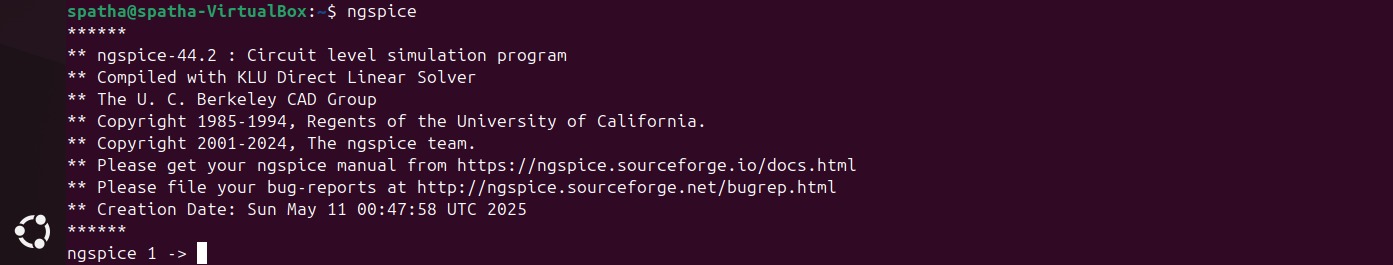 spatha@spatha-VirtualBox:~$ ngspice
******
** ngspice-44.2 : Circuit level simulation program
** Compiled with KLU Direct Linear Solver
** The U. C. Berkeley CAD Group
** Copyright 1985-1994, Regents of the University of California.
** Copyright 2001-2024, The ngspice team.
** Please get your ngspice manual from https://ngspice.sourceforge.io/docs.html
** Please file your bug-reports at http://ngspice.sourceforge.net/bugrep.html
** Creation Date: Sun May 11 00:47:58 UTC 2025
******
ngspice 1 ->